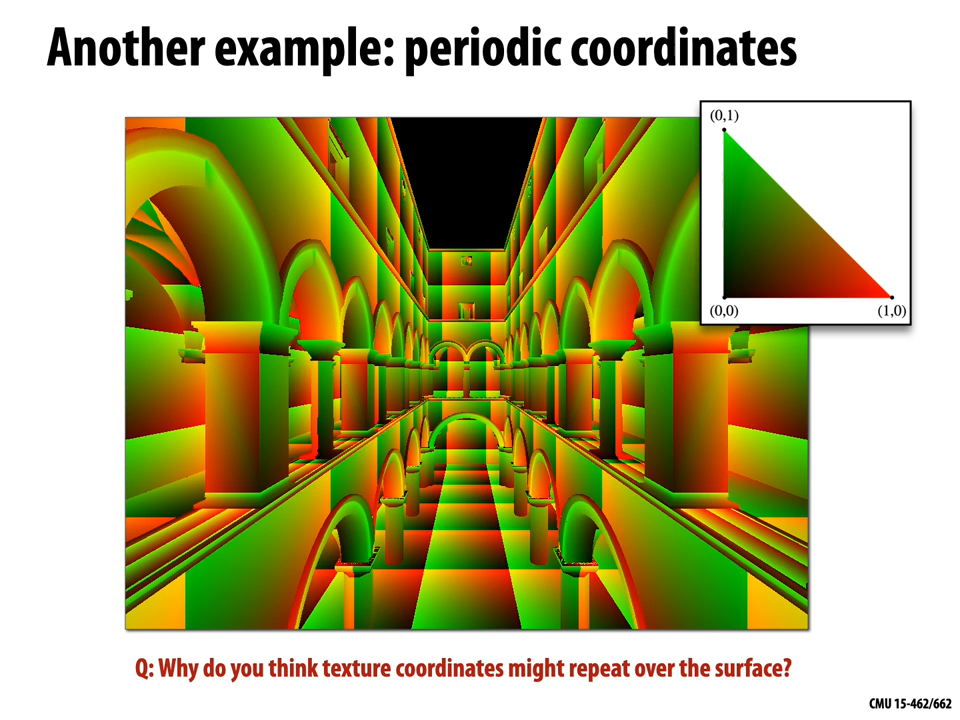 Another example: periodic coordinates
(0,1)
(0,0)
(1,0)
Q: Why do you think texture coordinates might repeat over the surface?
CMU 15-462/662